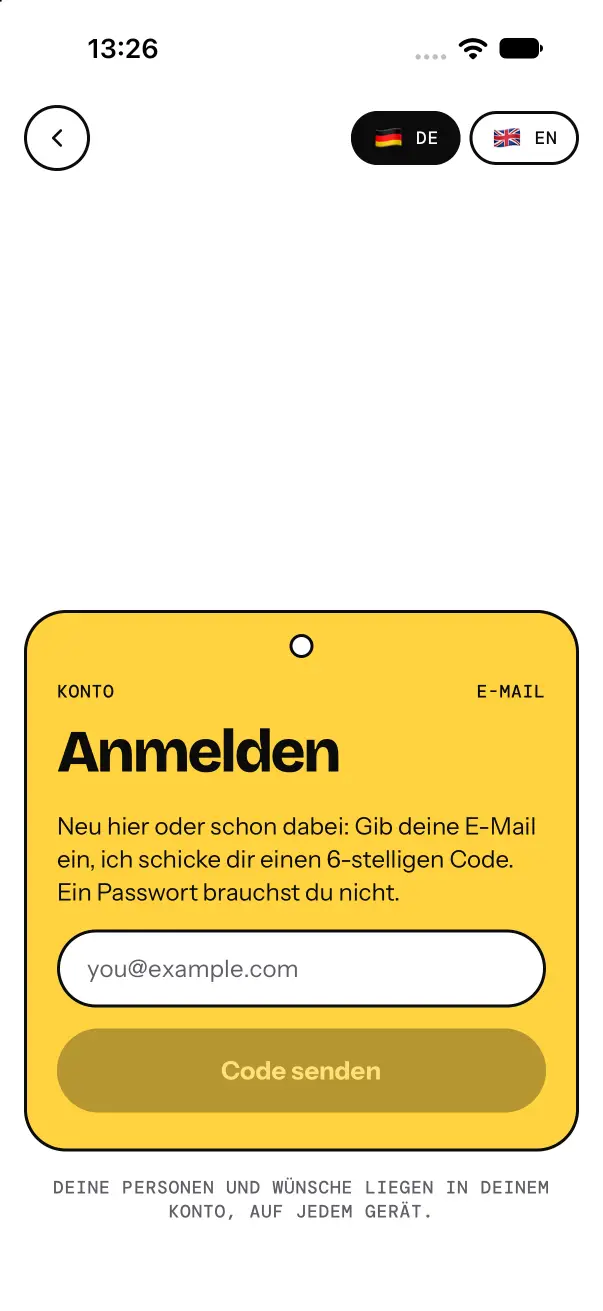 13:26
DE
EN
KONTO
E-MAIL
Anmelden
Neu hier oder schon dabei: Gib deine E-Mail
ein, ich schicke dir einen 6-stelligen Code.
Ein Passwort brauchst du nicht.
you@example.com
Code senden
DEINE PERSONEN UND WÜNSCHE LIEGEN IN DEINEM
KONTO, AUF JEDEM GERÄT.